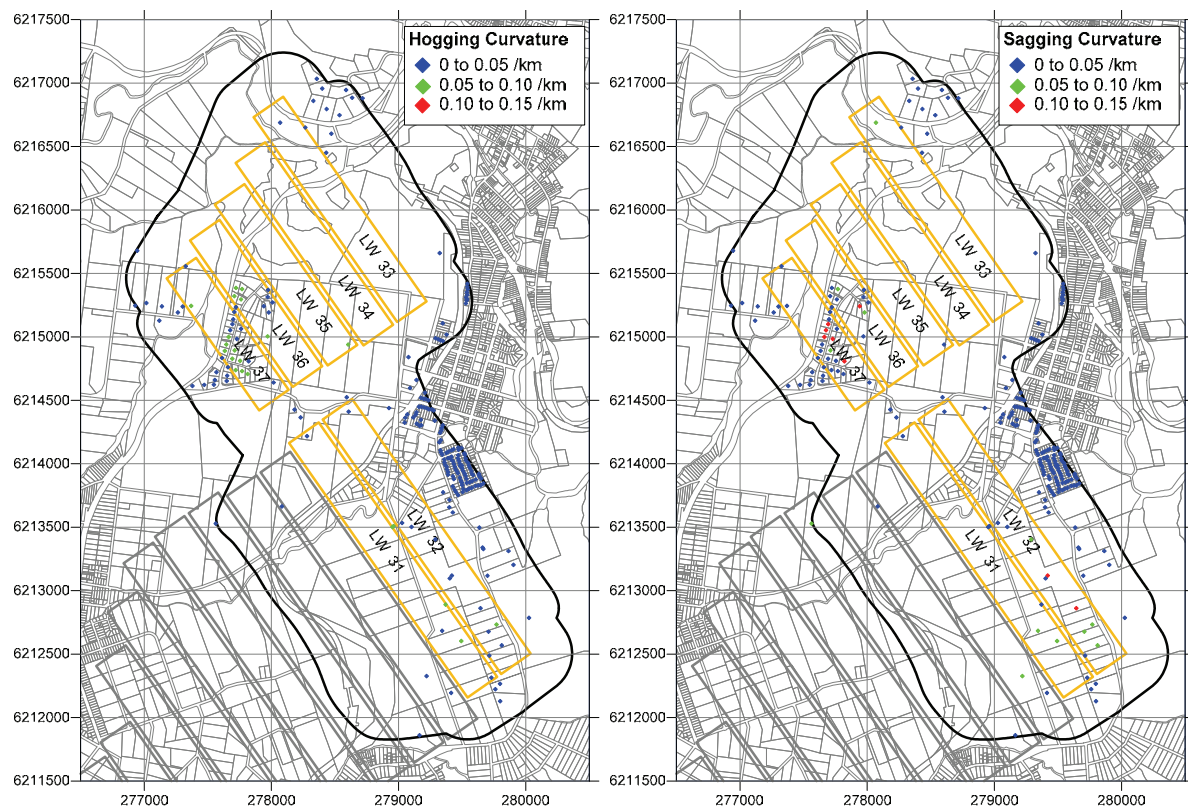 Hogging Curvature
0 to 0.05 /km
0.05 to 0.10 /km
0.10 to 0.15 /km
6217500
6217000
6216500
6216000
6215500
6215000
6214500
6214000
6213500
6213000
6212500
6212000
6211500
277000
278000
279000
280000
LW 33
LW 34
LW 35
LW 36
LW 37
LW 32
LW 31
Sagging Curvature
0 to 0.05 /km
0.05 to 0.10 /km
0.10 to 0.15 /km
6217500
6217000
6216500
6216000
6215500
6215000
6214500
6214000
6213500
6213000
6212500
6212000
6211500
277000
278000
279000
280000
LW 33
LW 34
LW 35
LW 36
LW 37
LW 32
LW 31